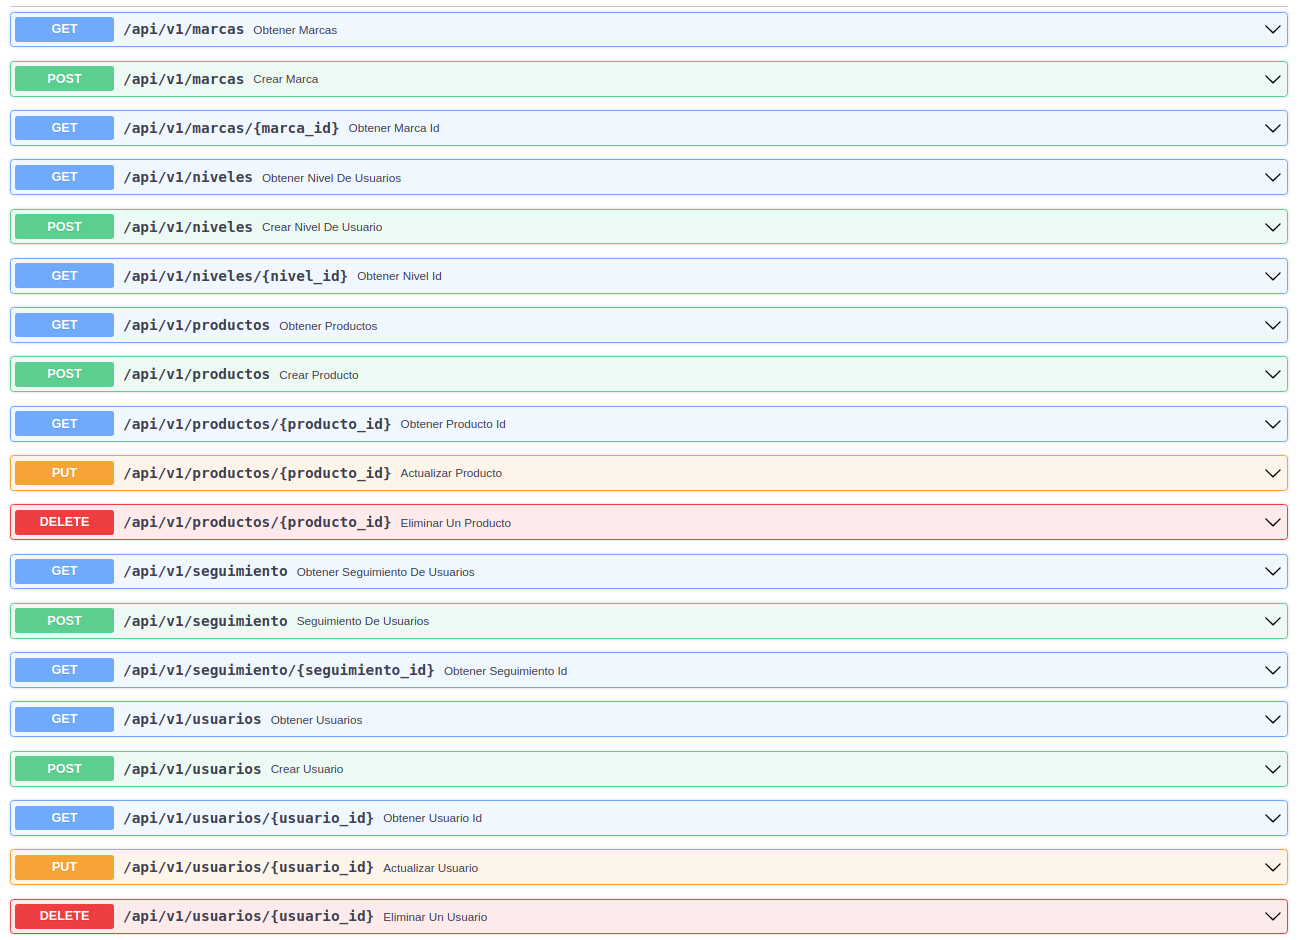 GET /api/v1/marcas Obtener Marcas
POST /api/v1/marcas Crear Marca
GET /api/v1/marcas/{marca_id} Obtener Marca Id
GET /api/v1/niveles Obtener Nivel De Usuarios
POST /api/v1/niveles Crear Nivel De Usuario
GET /api/v1/niveles/{nivel_id} Obtener Nivel Id
GET /api/v1/productos Obtener Productos
POST /api/v1/productos Crear Producto
GET /api/v1/productos/{producto_id} Obtener Producto Id
PUT /api/v1/productos/{producto_id} Actualizar Producto
DELETE /api/v1/productos/{producto_id} Eliminar Un Producto
GET /api/v1/seguimiento Obtener Seguimiento De Usuarios
POST /api/v1/seguimiento Seguimiento De Usuarios
GET /api/v1/seguimiento/{seguimiento_id} Obtener Seguimiento Id
GET /api/v1/usuarios Obtener Usuarios
POST /api/v1/usuarios Crear Usuario
GET /api/v1/usuarios/{usuario_id} Obtener Usuario Id
PUT /api/v1/usuarios/{usuario_id} Actualizar Usuario
DELETE /api/v1/usuarios/{usuario_id} Eliminar Un Usuario